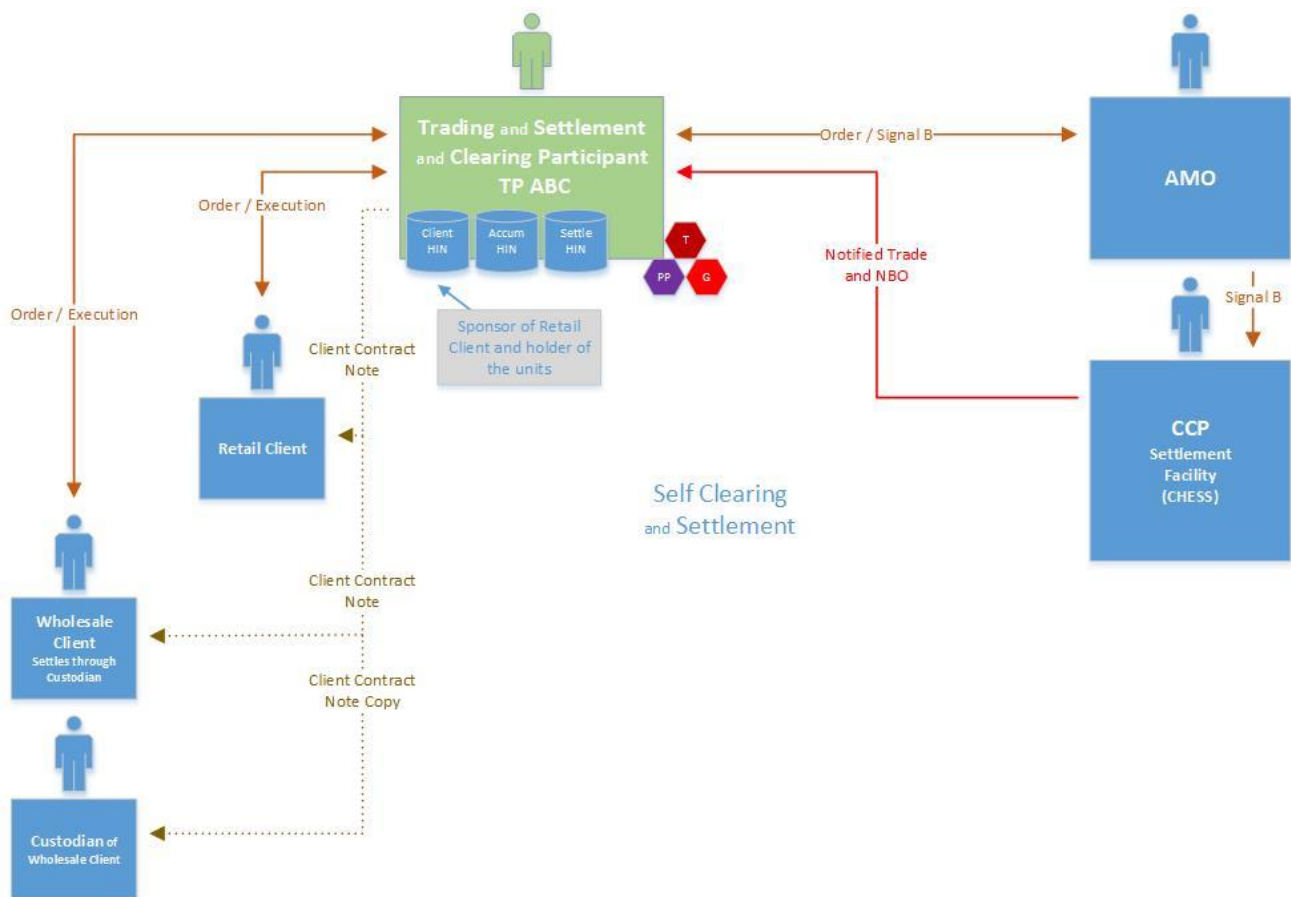 Trading and Settlement
and Clearing Participant
TP ABC
Client
HIN
Accum
HIN
Settle
HIN
T
PP
G
Order / Signal B
AMO
Order / Execution
Notified Trade
and NBO
Signal B
Order / Execution
Sponsor of Retail
Client and holder of
the units
Client Contract
Note
Retail Client
CCP
Settlement
Facility
(CHESS)
Self Clearing
and Settlement
Client Contract
Note
Wholesale
Client
Settles through
Custodian
Client Contract
Note Copy
Custodian of
Wholesale Client